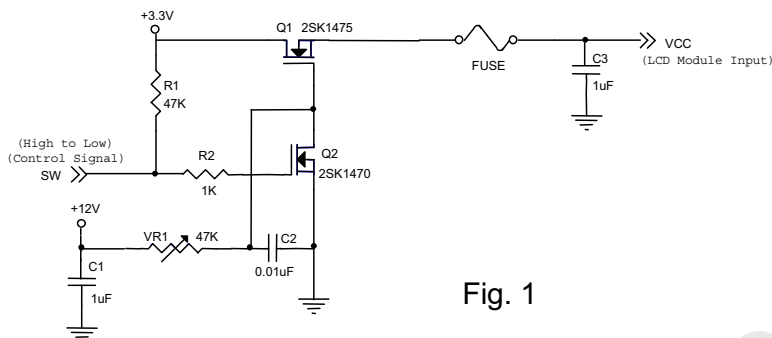 +3.3V
Q1 2SK1475
FUSE
VCC
(LCD Module Input)
C3
1uF
R1
47K
(High to Low)
(Control Signal)
SW
R2
1K
Q2
2SK1470
+12V
VR1 47K
C2
0.01uF
C1
1uF
Fig. 1